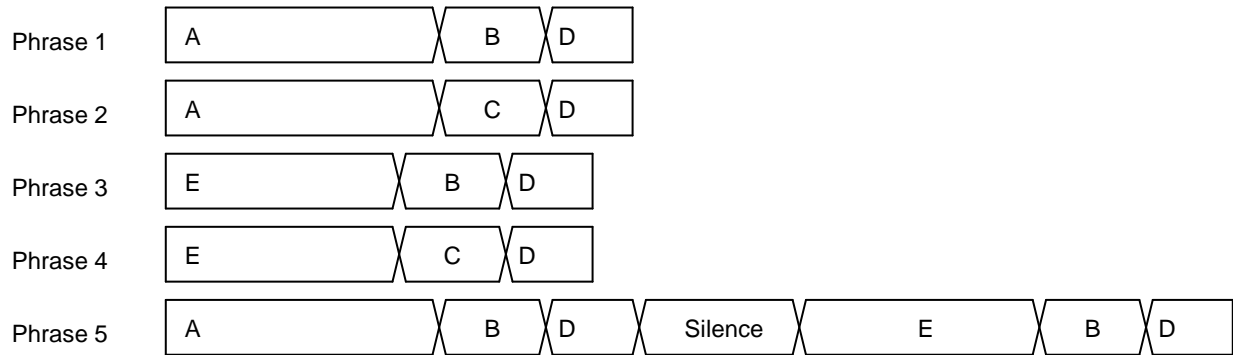 Phrase 1 A B D
Phrase 2 A C D
Phrase 3 E B D
Phrase 4 E C D
Phrase 5 A B D Silence E B D